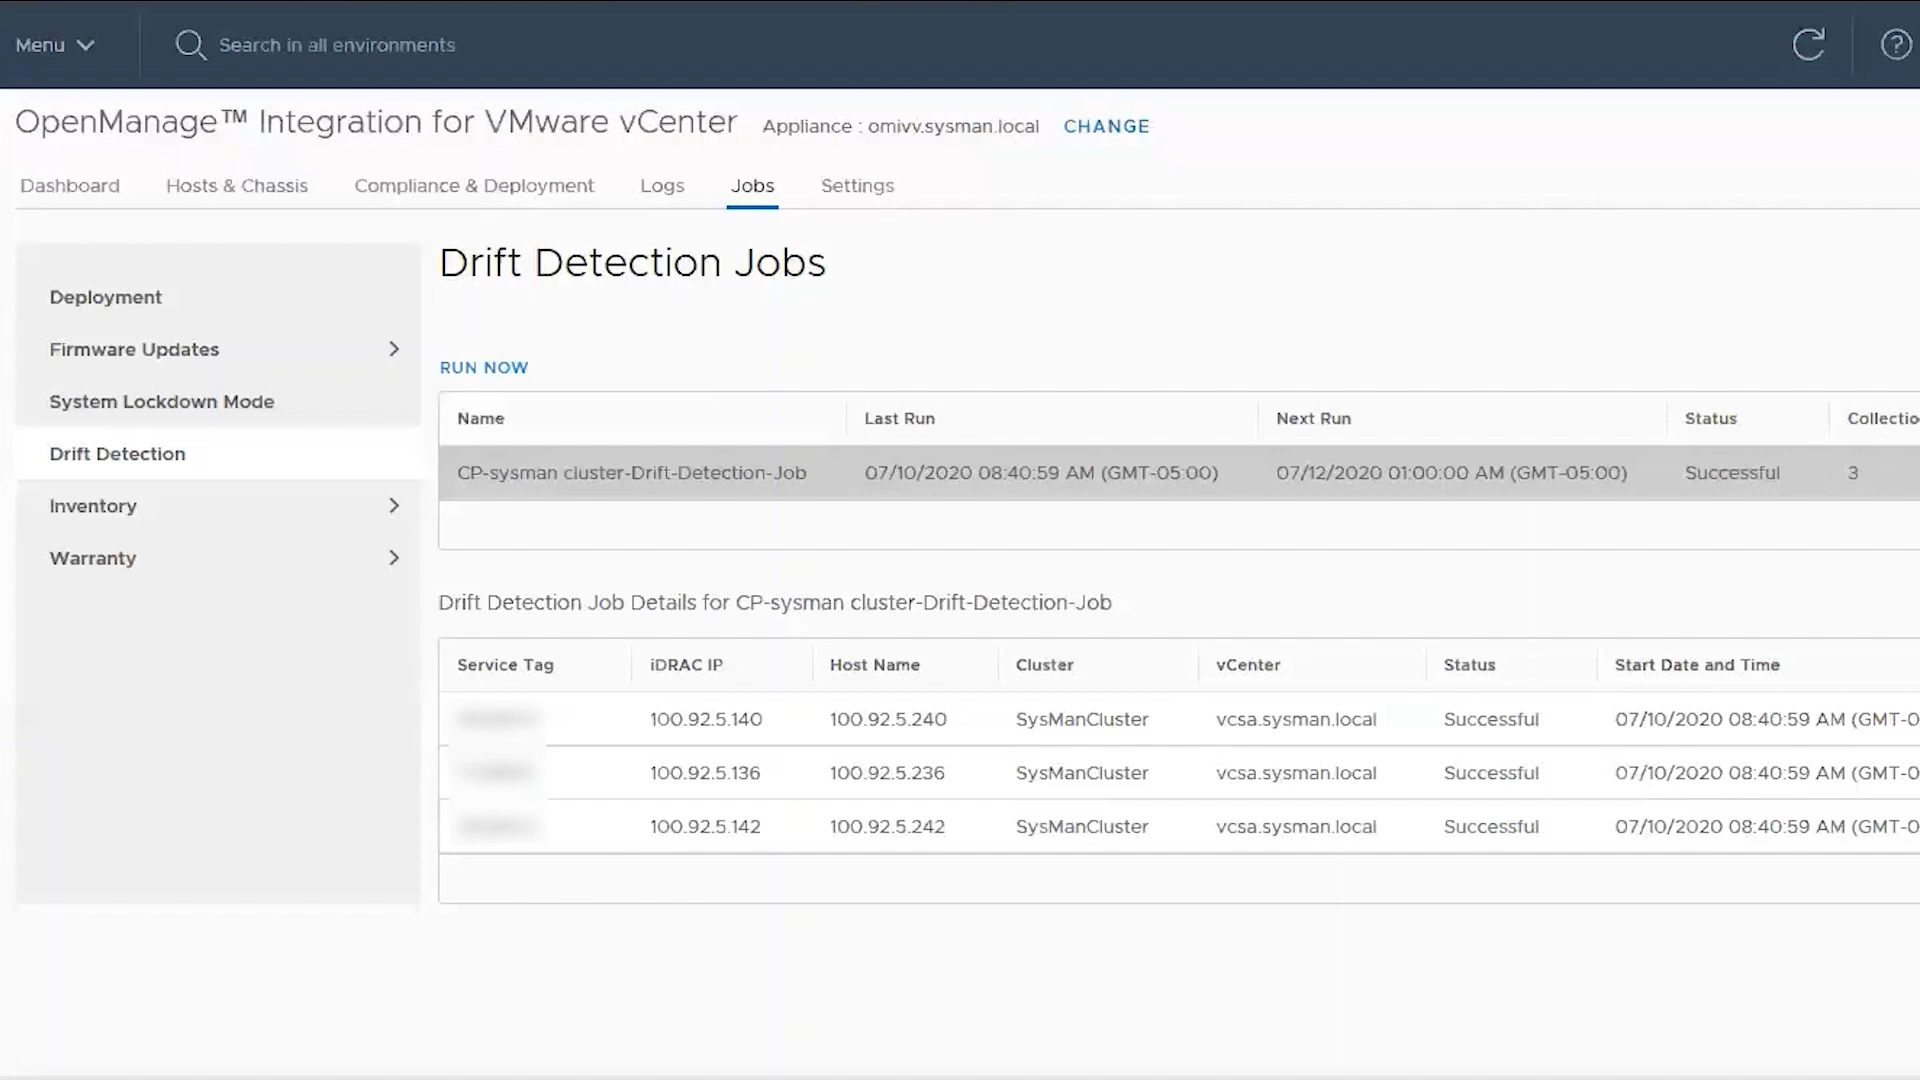 Menu
Search in all environments
?
OpenManage™ Integration for VMware vCenter Appliance : omivv.sysman.local CHANGE
Dashboard Hosts & Chassis Compliance & Deployment Logs Jobs Settings
Drift Detection Jobs
Deployment
Firmware Updates
System Lockdown Mode
Drift Detection
Inventory
Warranty
RUN NOW
Name Last Run Next Run Status Collectio
CP-sysman cluster-Drift-Detection-Job 07/10/2020 08:40:59 AM (GMT-05:00) 07/12/2020 01:00:00 AM (GMT-05:00) Successful 3
Drift Detection Job Details for CP-sysman cluster-Drift-Detection-Job
Service Tag iDRAC IP Host Name Cluster vCenter Status Start Date and Time
100.92.5.140 100.92.5.240 SysManCluster vcsa.sysman.local Successful 07/10/2020 08:40:59 AM (GMT-0
100.92.5.136 100.92.5.236 SysManCluster vcsa.sysman.local Successful 07/10/2020 08:40:59 AM (GMT-0
100.92.5.142 100.92.5.242 SysManCluster vcsa.sysman.local Successful 07/10/2020 08:40:59 AM (GMT-0